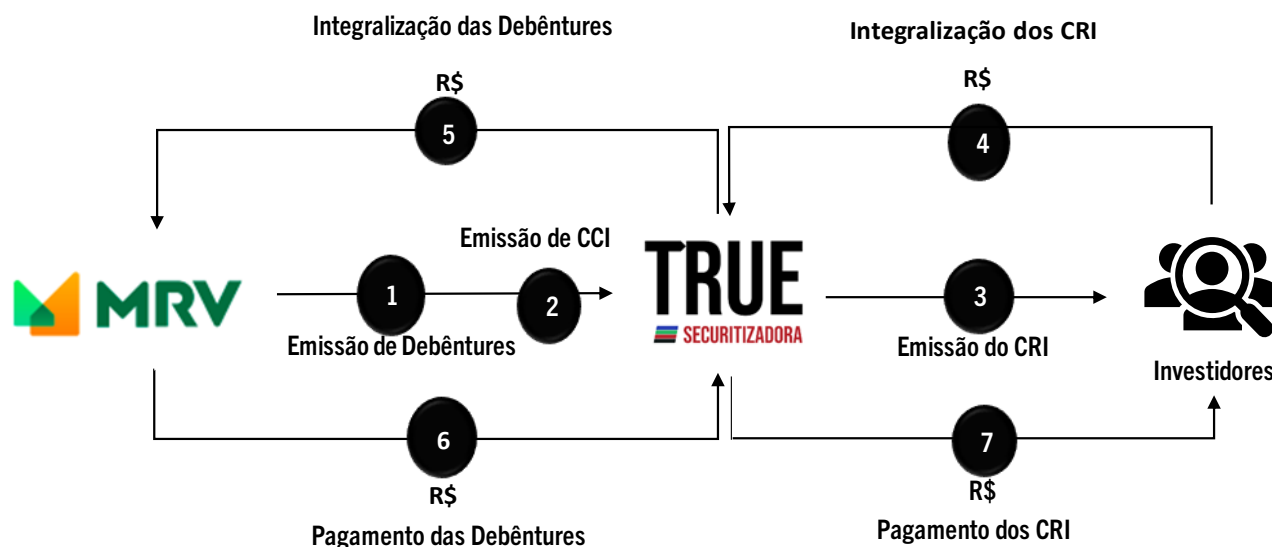 Integralização das Debêntures
Integralização dos CRI
R$
R$
5
4
Emissão de CCI
MRV
1
2
TRUE
SECURITIZADORA
3
Emissão de Debêntures
Emissão do CRI
Investidores
6
7
R$
R$
Pagamento das Debêntures
Pagamento dos CRI